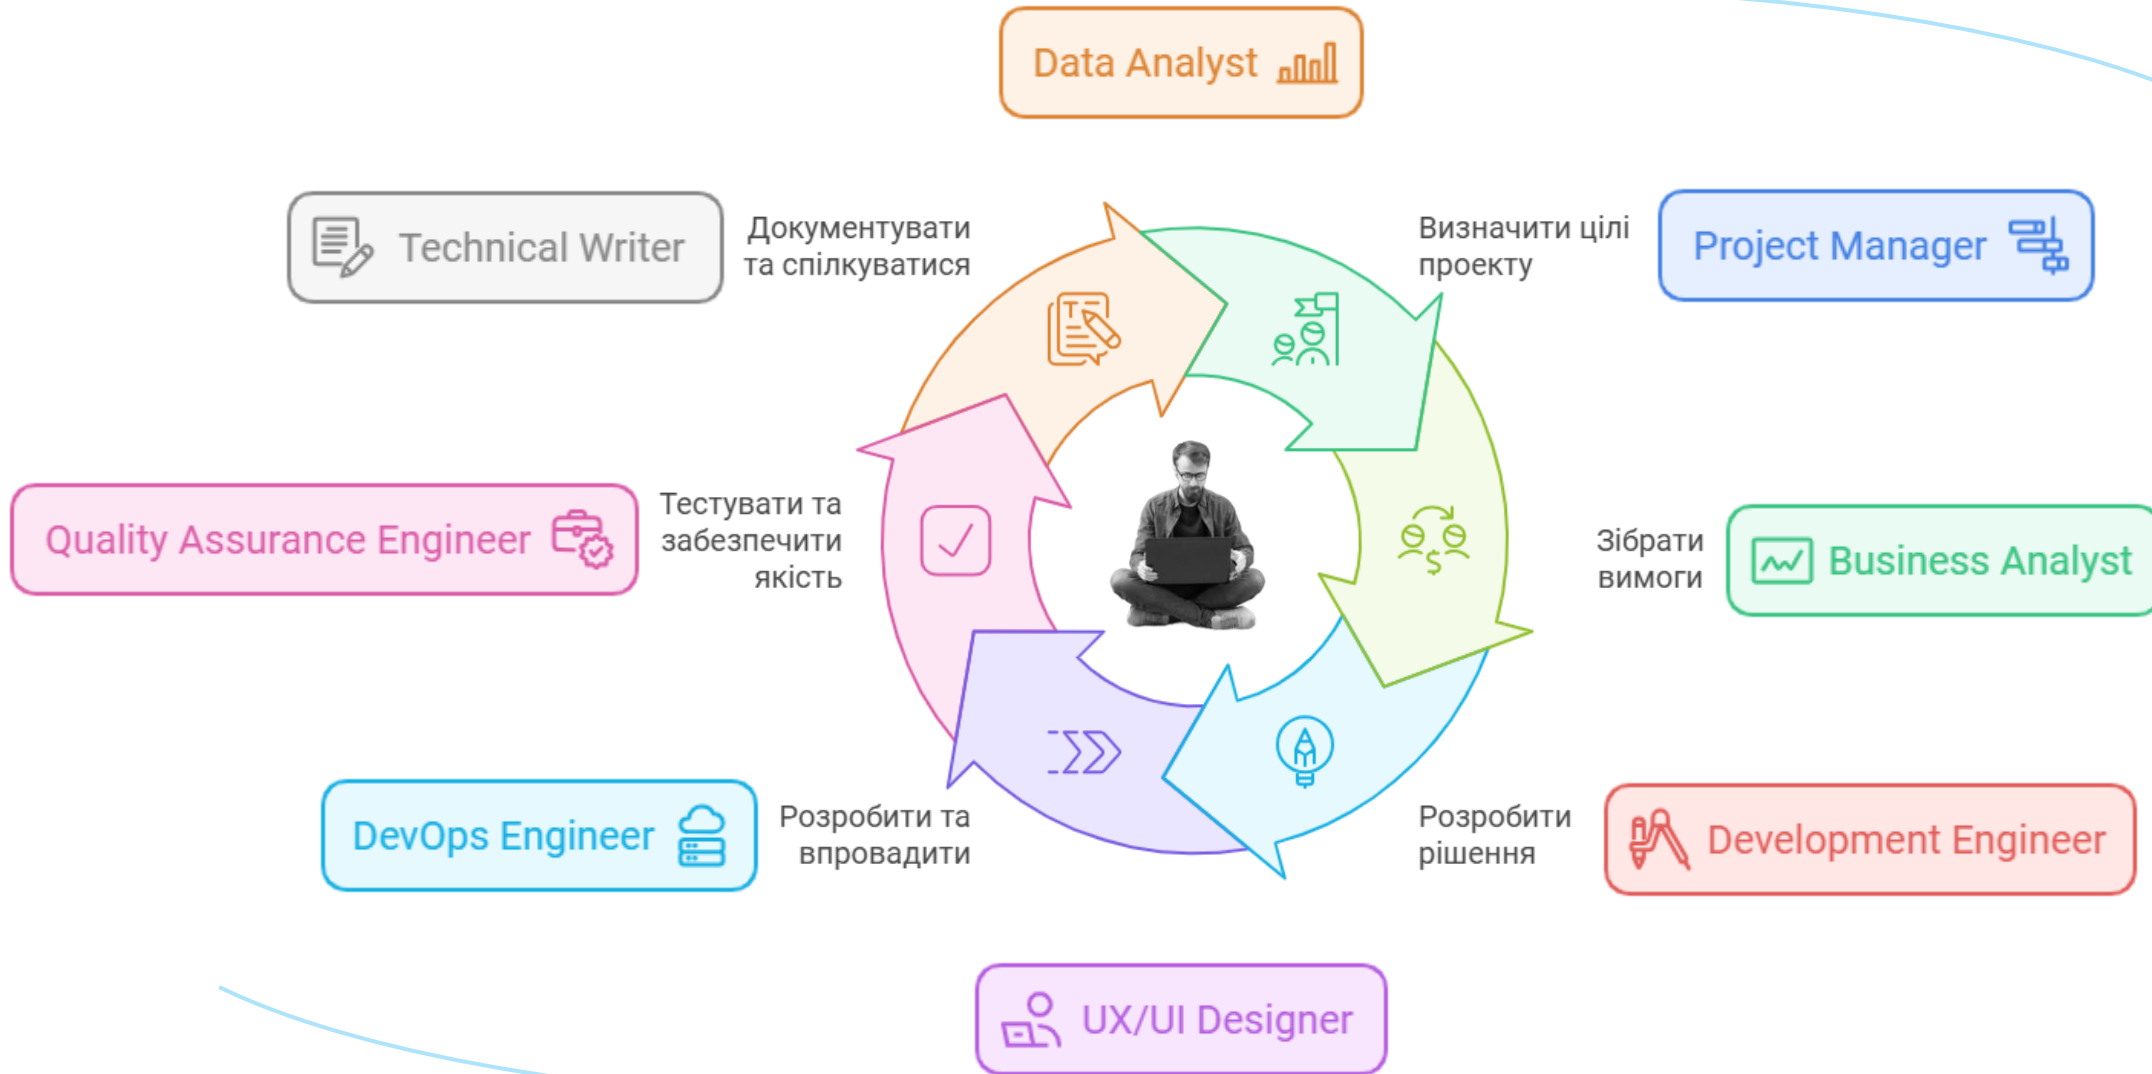 Data Analyst
Technical Writer
Документувати
та спілкуватися
Визначити цілі
проекту
Project Manager
Quality Assurance Engineer
Тестувати та
забезпечити
якість
Зібрати
вимоги
Business Analyst
DevOps Engineer
Розробити та
впровадити
Розробити
рішення
Development Engineer
UX/UI Designer